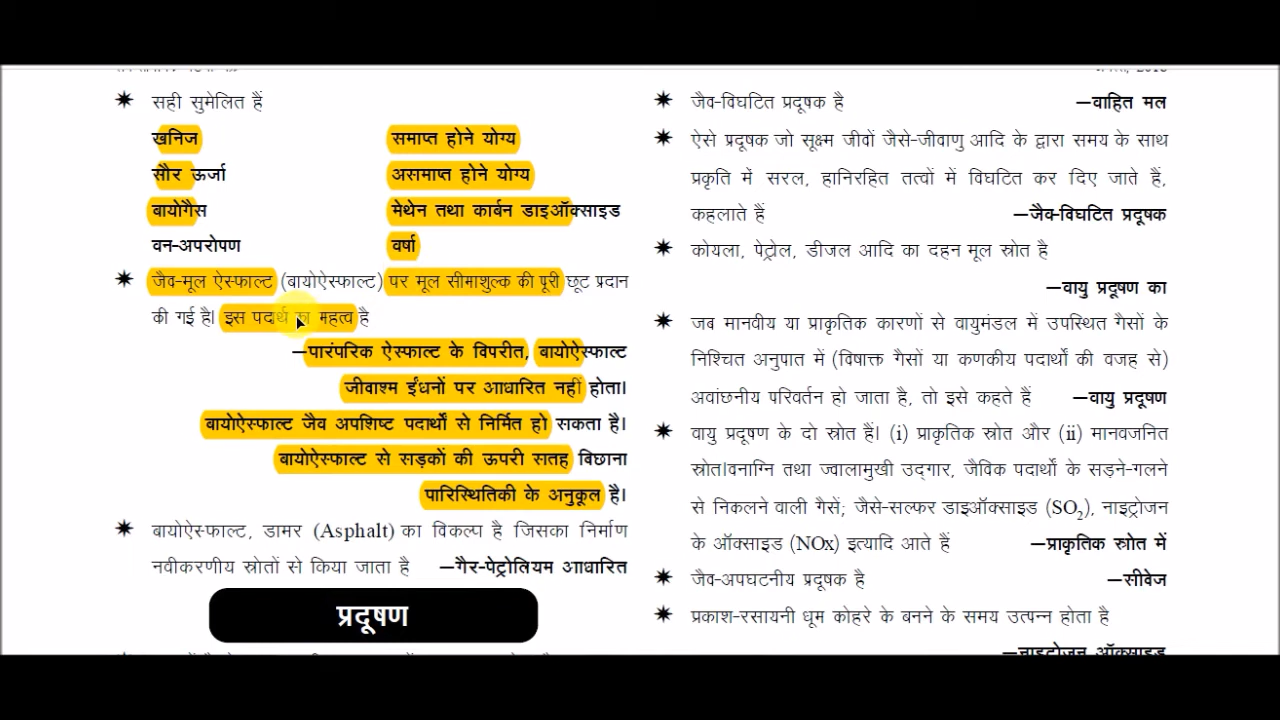 ✷ सही सुमेलित हैं
खनिज समाप्त होने योग्य
सौर ऊर्जा असमाप्त होने योग्य
बायोगैस मेथेन तथा कार्बन डाइऑक्साइड
वन-अपरोपण वर्षा
✷ जैव-मूल ऐस्फाल्ट (बायोऐस्फाल्ट) पर मूल सीमाशुल्क की पूरी छूट प्रदान
की गई है। इस पदार्थ का महत्व है
–पारंपरिक ऐस्फाल्ट के विपरीत, बायोऐस्फाल्ट
जीवाश्म ईंधनों पर आधारित नहीं होता।
बायोऐस्फाल्ट जैव अपशिष्ट पदार्थों से निर्मित हो सकता है।
बायोऐस्फाल्ट से सड़कों की ऊपरी सतह बिछाना
पारिस्थितिकी के अनुकूल है।
✷ बायोऐस्फाल्ट, डामर (Asphalt) का विकल्प है जिसका निर्माण
नवीकरणीय स्रोतों से किया जाता है –गैर-पेट्रोलियम आधारित
प्रदूषण
✷ जैव-विघटित प्रदूषक है –वाहित मल
✷ ऐसे प्रदूषक जो सूक्ष्म जीवों जैसे-जीवाणु आदि के द्वारा समय के साथ
प्रकृति में सरल, हानिरहित तत्वों में विघटित कर दिए जाते हैं,
कहलाते हैं –जैव-विघटित प्रदूषक
✷ कोयला, पेट्रोल, डीजल आदि का दहन मूल स्रोत है
–वायु प्रदूषण का
✷ जब मानवीय या प्राकृतिक कारणों से वायुमंडल में उपस्थित गैसों के
निश्चित अनुपात में (विषाक्त गैसों या कणकीय पदार्थों की वजह से)
अवांछनीय परिवर्तन हो जाता है, तो इसे कहते हैं –वायु प्रदूषण
✷ वायु प्रदूषण के दो स्रोत हैं। (i) प्राकृतिक स्रोत और (ii) मानवजनित
स्रोत।वनाग्नि तथा ज्वालामुखी उद्गार, जैविक पदार्थों के सड़ने-गलने
से निकलने वाली गैसें; जैसे-सल्फर डाइऑक्साइड (SO₂), नाइट्रोजन
के ऑक्साइड (NOx) इत्यादि आते हैं –प्राकृतिक स्रोत में
✷ जैव-अपघटनीय प्रदूषक है –सीवेज
✷ प्रकाश-रसायनी धूम कोहरे के बनने के समय उत्पन्न होता है
–नाइट्रोजन ऑक्साइड